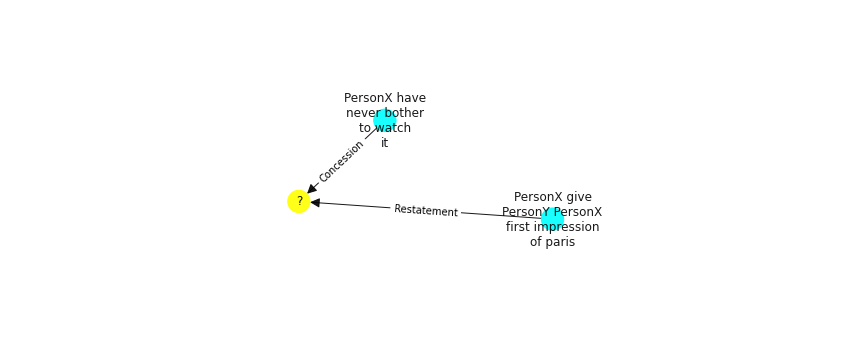 PersonX have
never bother
to watch
it
Concession
?
Restatement
PersonX give
PersonY PersonX
first impression
of paris